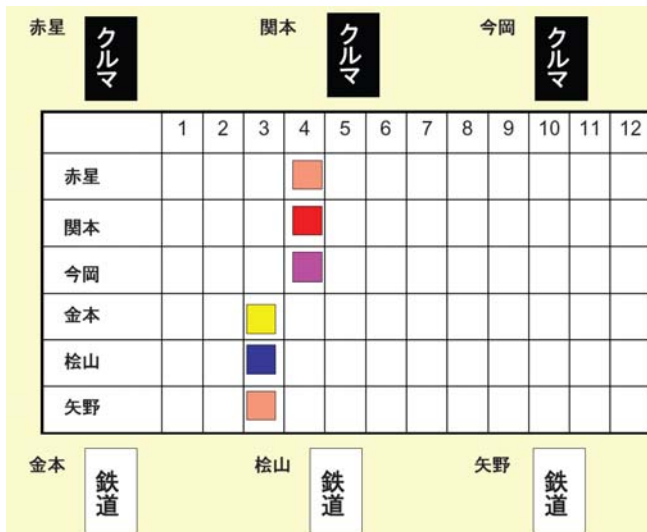 赤星 クルマ 関本 クルマ 今岡 クルマ
1 2 3 4 5 6 7 8 9 10 11 12
赤星
関本
今岡
金本
桧山
矢野
金本 鉄道 桧山 鉄道 矢野 鉄道